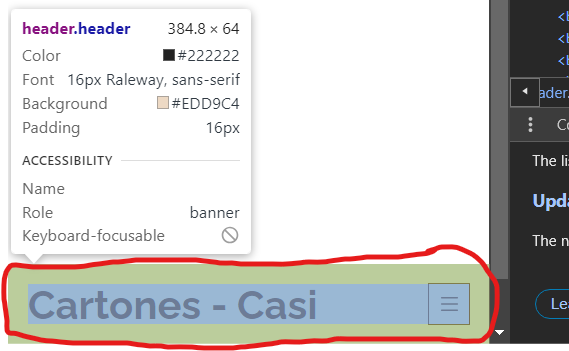 header.header 384.8 × 64
Color #222222
Font 16px Raleway, sans-serif
Background #EDD9C4
Padding 16px
ACCESSIBILITY
Name
Role banner
Keyboard-focusable
Cartones - Casi
<b
<b
<b
ader.
Co
The li
Upda
The n
Lea